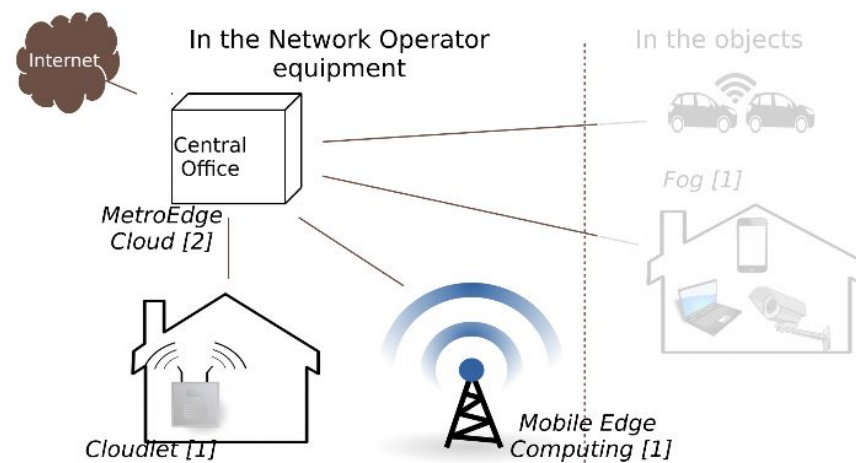 Internet
In the Network Operator
equipment
In the objects
Central
Office
MetroEdge
Cloud [2]
Fog [1]
Cloudlet [1]
Mobile Edge
Computing [1]